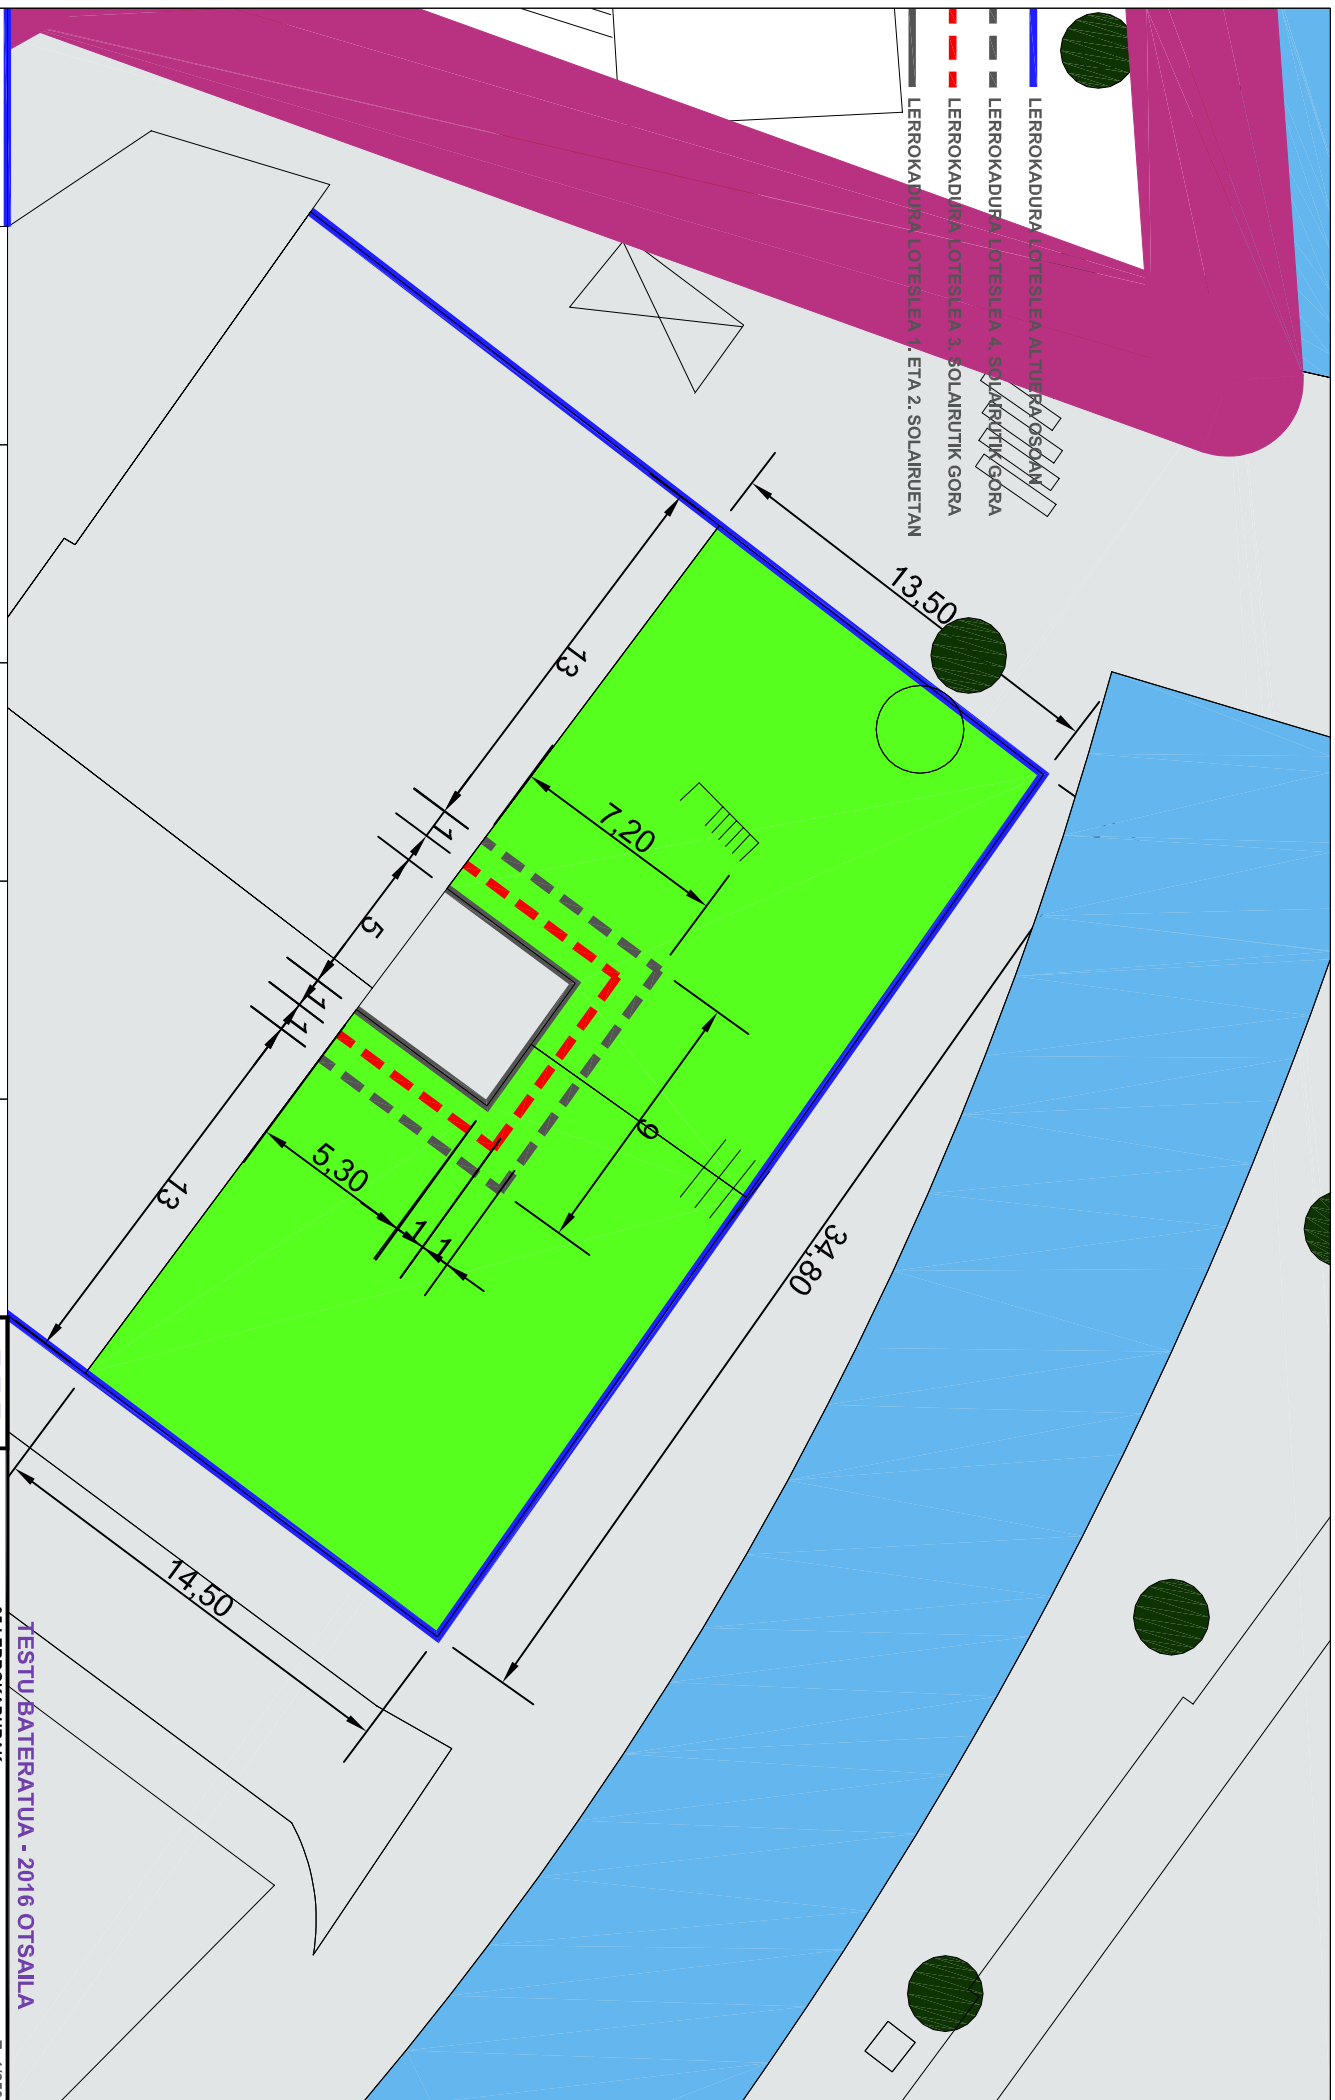 LERROKADURA LOTESLEA ALTUERA OSOAN
LERROKADURA LOTESLEA 4. SOLAIRUTIK GORA
LERROKADURA LOTESLEA 3. SOLAIRUTIK GORA
LERROKADURA LOTESLEA 1. ETA 2. SOLAIRUETAN
13,50
13
7,20
1
5
1
1
9
5,30
1
1
13
34,80
14,50
TESTU BATERATUA - 2016 OTSAILA